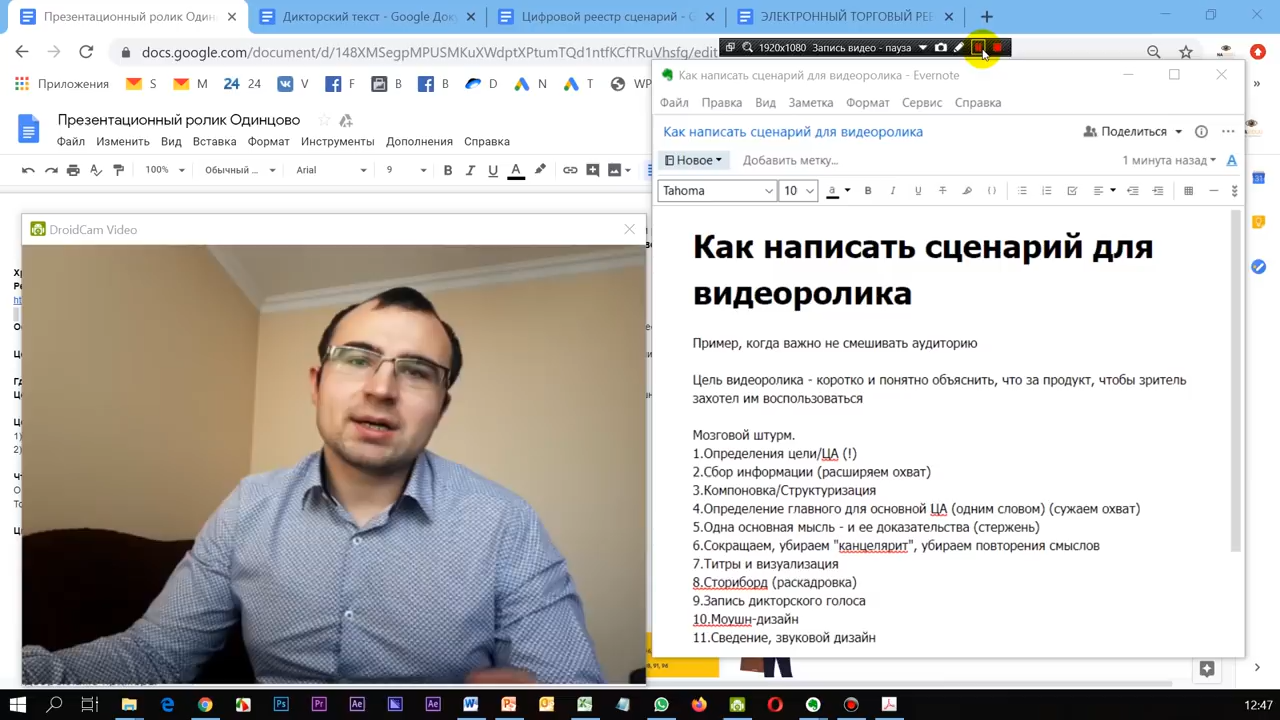 Презентационный ролик Один
Дикторский текст - Google Док
Цифровой реестр сценарий - G
ЭЛЕКТРОННЫЙ ТОРГОВЫЙ РЕЕ
docs.google.com/document/d/148XMSegpMPUSMKuXWdptXPtumTQd1ntfKCfTRuVhsfq/edit
1920x1080 Запись видео - пауза
Приложения
S
M
24
24
V
F
B
D
A
T
WP
Как написать сценарий для видеоролика - Evernote
Файл Правка Вид Заметка Формат Сервис Справка
Презентационный ролик Одинцово
Файл Изменить Вид Вставка Формат Инструменты Дополнения Справка
Как написать сценарий для видеоролика
Поделиться
Новое
Добавить метку...
1 минута назад
100%
Обычный ...
Arial
9
B I U A
Tahoma
10
DroidCam Video
Как написать сценарий для
видеоролика
Пример, когда важно не смешивать аудиторию
Цель видеоролика - коротко и понятно объяснить, что за продукт, чтобы зритель
захотел им воспользоваться
Мозговой штурм.
1.Определения цели/ЦА (!)
2.Сбор информации (расширяем охват)
3.Компоновка/Структуризация
4.Определение главного для основной ЦА (одним словом) (сужаем охват)
5.Одна основная мысль - и ее доказательства (стержень)
6.Сокращаем, убираем "канцелярит", убираем повторения смыслов
7.Титры и визуализация
8.Сториборд (раскадровка)
9.Запись дикторского голоса
10.Моушн-дизайн
11.Сведение, звуковой дизайн
12:47